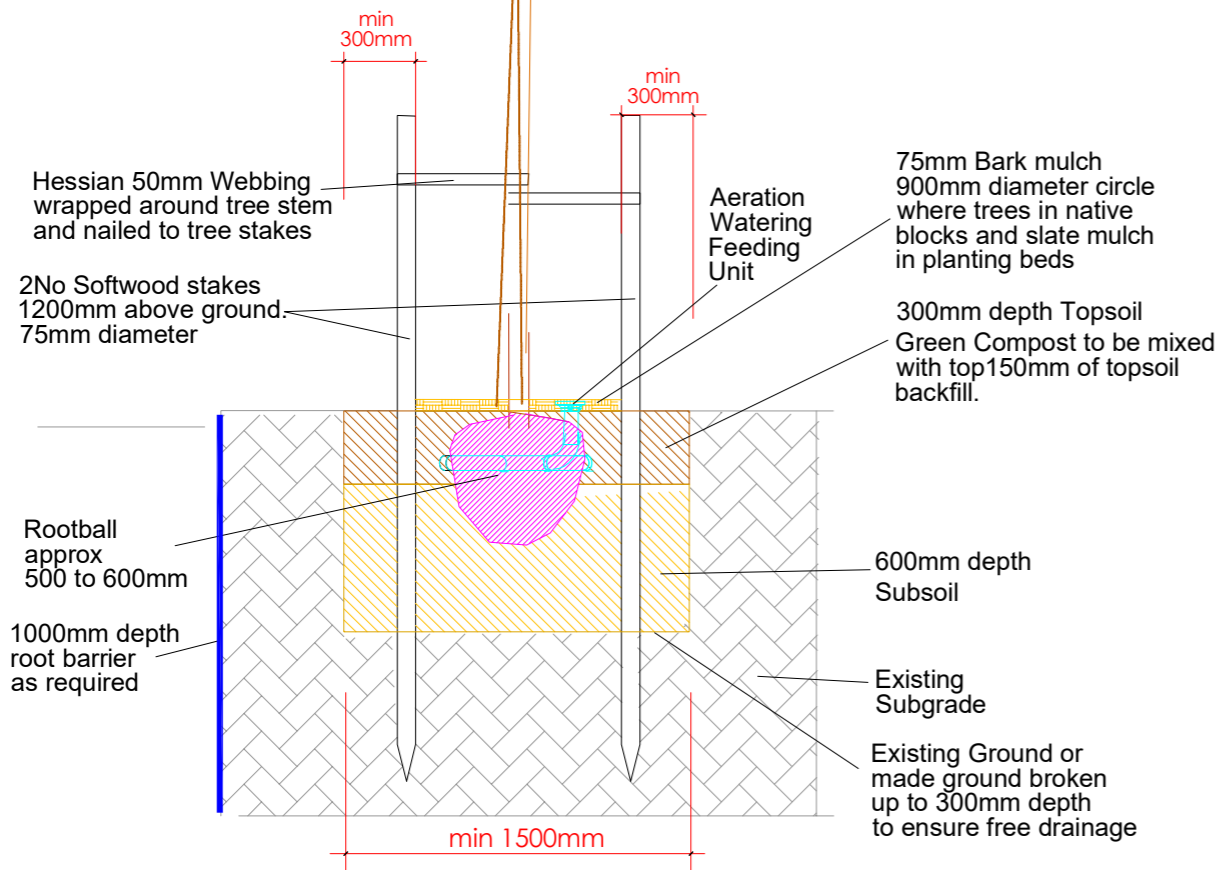 min
300mm
min
300mm
Hessian 50mm Webbing
wrapped around tree stem
and nailed to tree stakes
2No Softwood stakes
1200mm above ground.
75mm diameter
Aeration
Watering
Feeding
Unit
75mm Bark mulch
900mm diameter circle
where trees in native
blocks and slate mulch
in planting beds
300mm depth Topsoil
Green Compost to be mixed
with top150mm of topsoil
backfill.
Rootball
approx
500 to 600mm
1000mm depth
root barrier
as required
600mm depth
Subsoil
Existing
Subgrade
Existing Ground or
made ground broken
up to 300mm depth
to ensure free drainage
min 1500mm